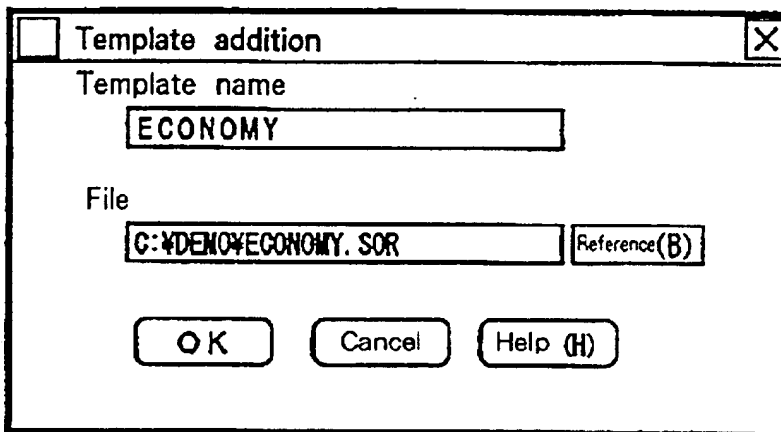 Template addition
Template name
ECONOMY
File
C:¥DEMO¥ECONOMY.SOR Reference(B)
OK Cancel Help (H)